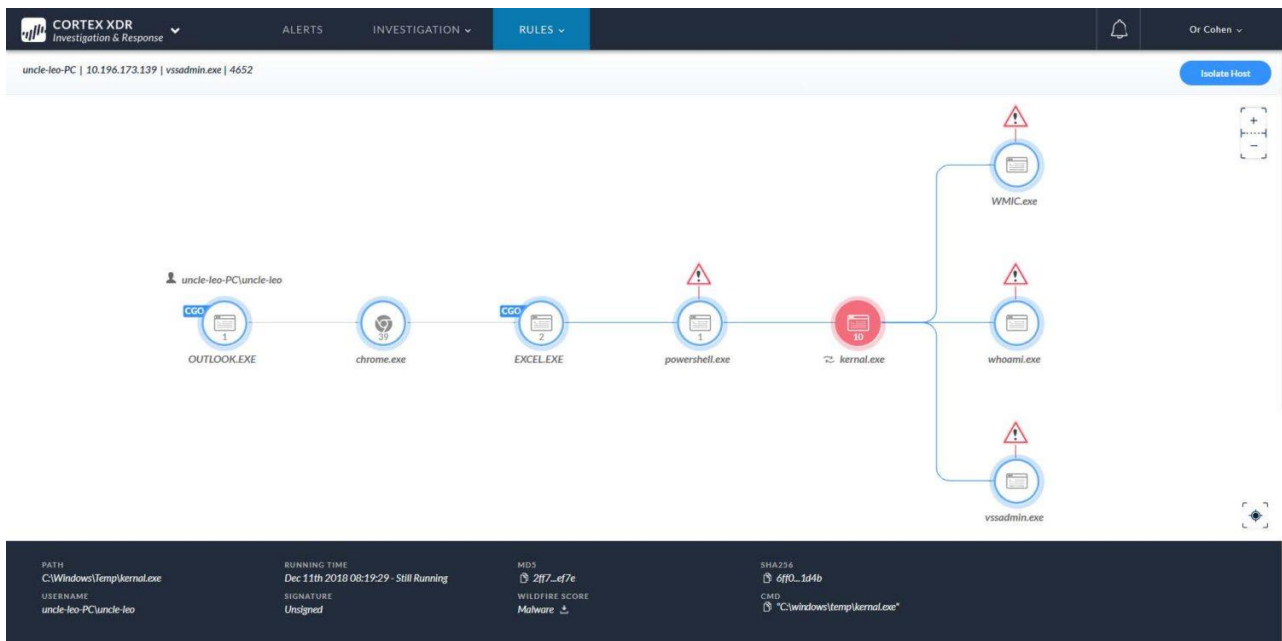 CORTEX XDR
Investigation & Response
ALERTS
INVESTIGATION
RULES
Or Cohen
uncle-leo-PC | 10.196.173.139 | vssadmin.exe | 4652
Isolate Host
WMIC.exe
uncle-leo-PC\uncle-leo
CGO
1
OUTLOOK.EXE
39
chrome.exe
CGO
2
EXCEL.EXE
1
powershell.exe
10
kernal.exe
whoami.exe
vssadmin.exe
PATH
C:\Windows\Temp\kernal.exe
RUNNING TIME
Dec 11th 2018 08:19:29 - Still Running
MD5
2ff7...ef7e
SHA256
6ff0...1d4b
USERNAME
uncle-leo-PC\uncle-leo
SIGNATURE
Unsigned
WILDFIRE SCORE
Malware
CMD
"C:\windows\temp\kernal.exe"